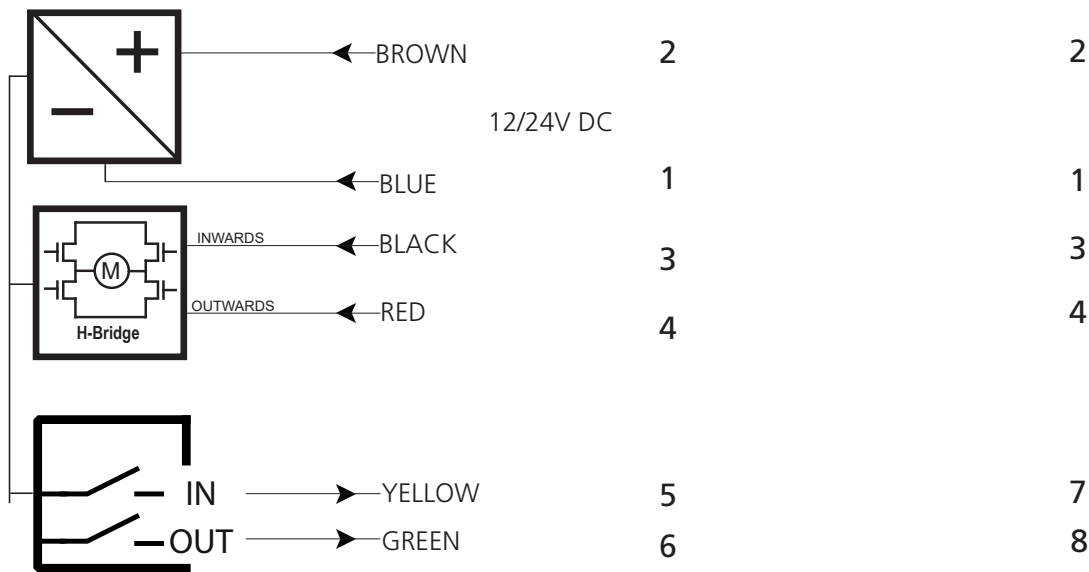 + BROWN 2 2
12/24V DC
−
BLUE 1 1
INWARDS BLACK 3 3
M
OUTWARDS RED 4 4
H-Bridge
IN YELLOW 5 7
OUT GREEN 6 8